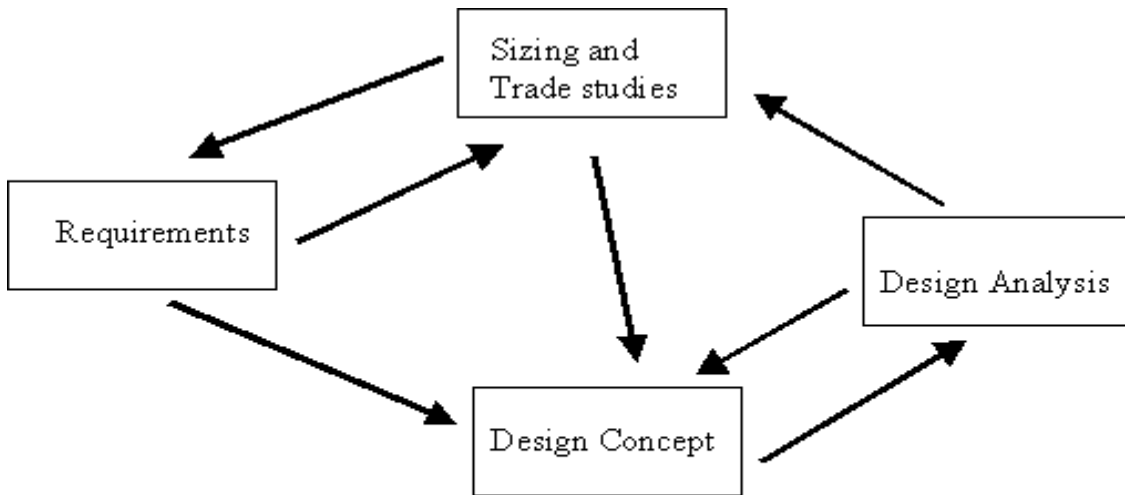 Sizing and
Trade studies
Requirements
Design Analysis
Design Concept